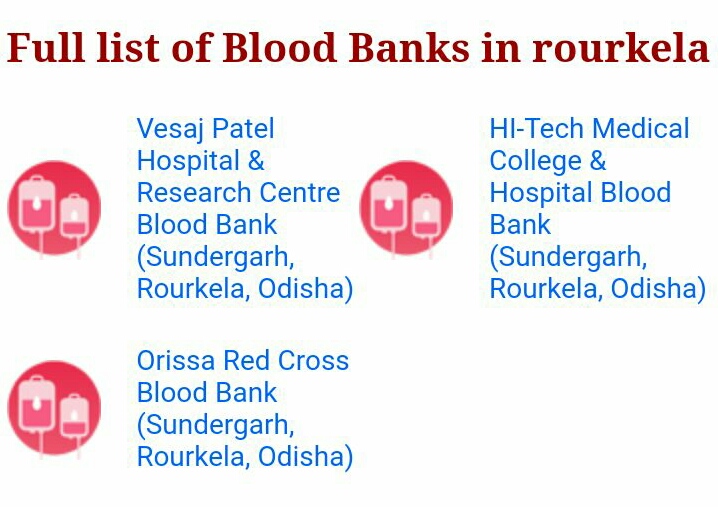 Full list of Blood Banks in rourkela
Vesaj Patel
Hospital &
Research Centre
Blood Bank
(Sundergarh,
Rourkela, Odisha)
HI-Tech Medical
College &
Hospital Blood
Bank
(Sundergarh,
Rourkela, Odisha)
Orissa Red Cross
Blood Bank
(Sundergarh,
Rourkela, Odisha)